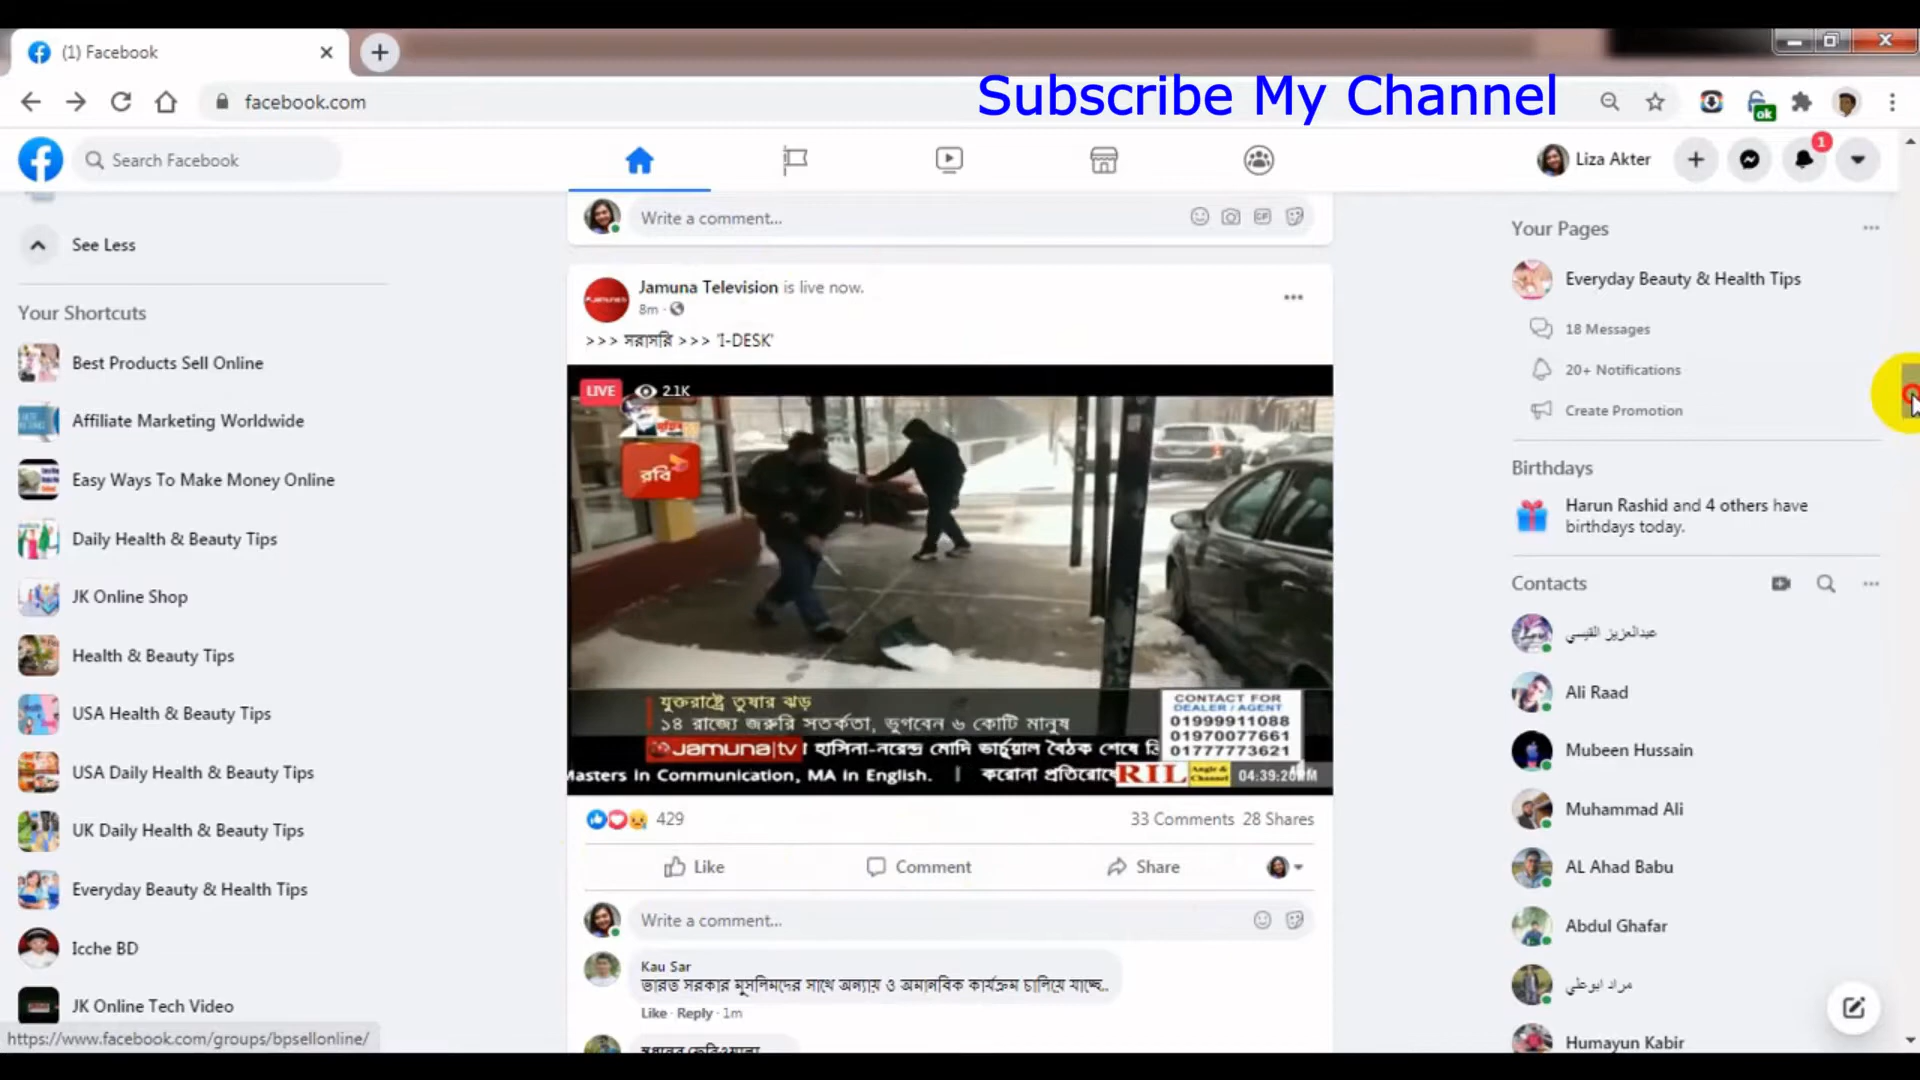 (1) Facebook
facebook.com
Subscribe My Channel
ok
Search Facebook
Liza Akter
1
See Less
Your Shortcuts
Best Products Sell Online
Affiliate Marketing Worldwide
Easy Ways To Make Money Online
Daily Health & Beauty Tips
JK Online Shop
Health & Beauty Tips
USA Health & Beauty Tips
USA Daily Health & Beauty Tips
UK Daily Health & Beauty Tips
Everyday Beauty & Health Tips
Icche BD
JK Online Tech Video
https://www.facebook.com/groups/bpsellonline/
Write a comment...
Jamuna Television is live now.
8m
>>> সরাসরি >>> 'I-DESK'
LIVE 2.1K
রবি
যুক্তরাষ্ট্রে তুষার ঝড়
১৪ রাজ্যে জরুরি সতর্কতা, ভুগবেন ৬ কোটি মানুষ
CONTACT FOR
DEALER / AGENT
01999911088
01970077661
01777773621
Jamuna|tv
হাসিনা-নরেন্দ্র মোদি ভার্চুয়াল বৈঠক শেষে
Masters in Communication, MA in English. | করোনা
RIL Angle & Channel
429
33 Comments 28 Shares
Like Comment Share
Write a comment...
Kau Sar
ভারত সরকার মুসলিমদের সাথে অন্যায় ও অমানবিক কার্যক্রম চালিয়ে যাচ্ছে..
Like · Reply · 1m
Your Pages
Everyday Beauty & Health Tips
18 Messages
20+ Notifications
Create Promotion
Birthdays
Harun Rashid and 4 others have
birthdays today.
Contacts
عبدالعزيز القيسي
Ali Raad
Mubeen Hussain
Muhammad Ali
AL Ahad Babu
Abdul Ghafar
مراد ابوعلي
Humayun Kabir